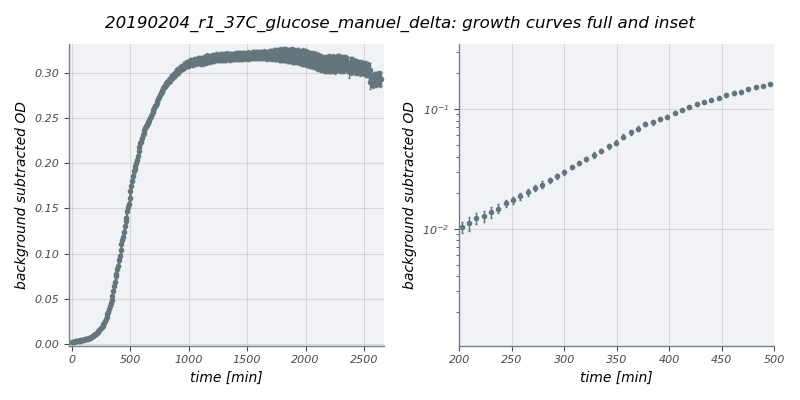 20190204_r1_37C_glucose_manuel_delta: growth curves full and inset
background subtracted OD
0.30
0.25
0.20
0.15
0.10
0.05
0.00
0 500 1000 1500 2000 2500
time [min]
background subtracted OD
10⁻¹
10⁻²
200 250 300 350 400 450 500
time [min]